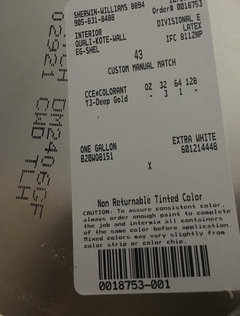 SHERWIN-WILLIAMS 8894
905-831-0408
Order# 0018753
INTERIOR
DIVISIONAL E
QUALI-KOTE-WALL
LATEX
EG-SHEL
IFC 8112NP
43
CUSTOM MANUAL MATCH
CCE*COLORANT OZ 32 64 128
Y3-Deep Gold - 3 1 -
ONE GALLON
EXTRA WHITE
B20W08151
601214448
X
Non Returnable Tinted Color
CAUTION: To assure consistent color,
always order enough paint to complete
the job and intermix all containers
of the same color before application.
Mixed colors may vary slightly from
color strip or color chip.
0018753-001